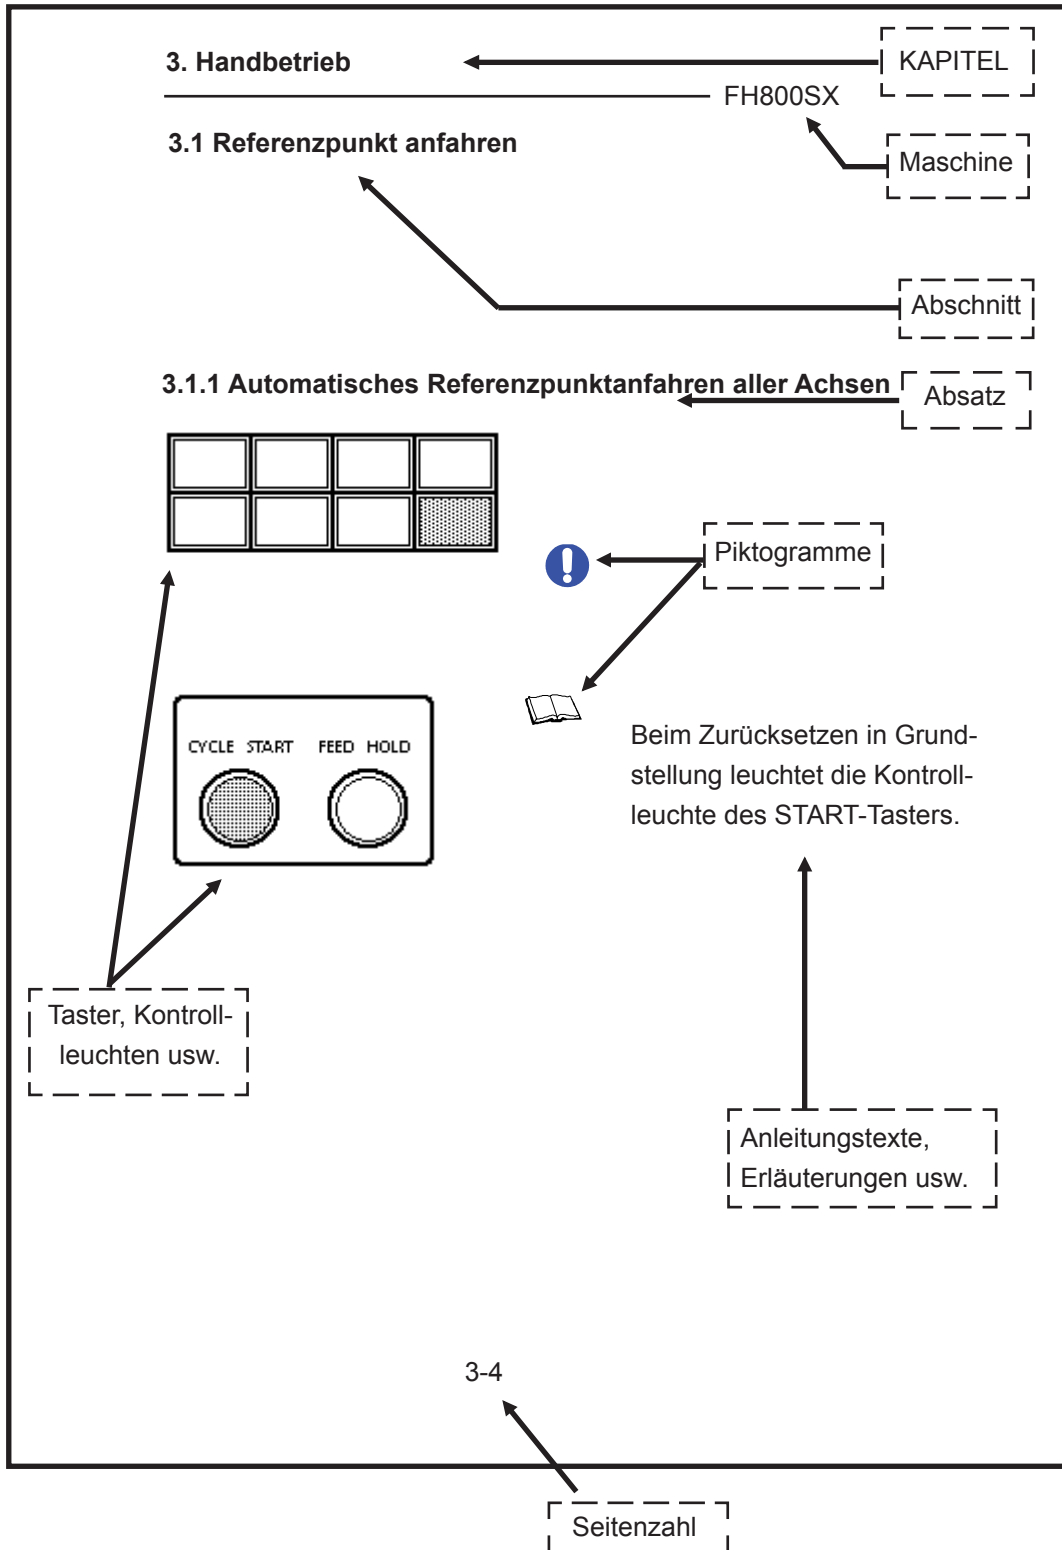 3. Handbetrieb
KAPITEL
FH800SX
3.1 Referenzpunkt anfahren
Maschine
Abschnitt
3.1.1 Automatisches Referenzpunktanfahren aller Achsen
Absatz
Piktogramme
CYCLE START FEED HOLD
Beim Zurücksetzen in Grund-
stellung leuchtet die Kontroll-
leuchte des START-Tasters.
Taster, Kontroll-
leuchten usw.
Anleitungstexte,
Erläuterungen usw.
3-4
Seitenzahl